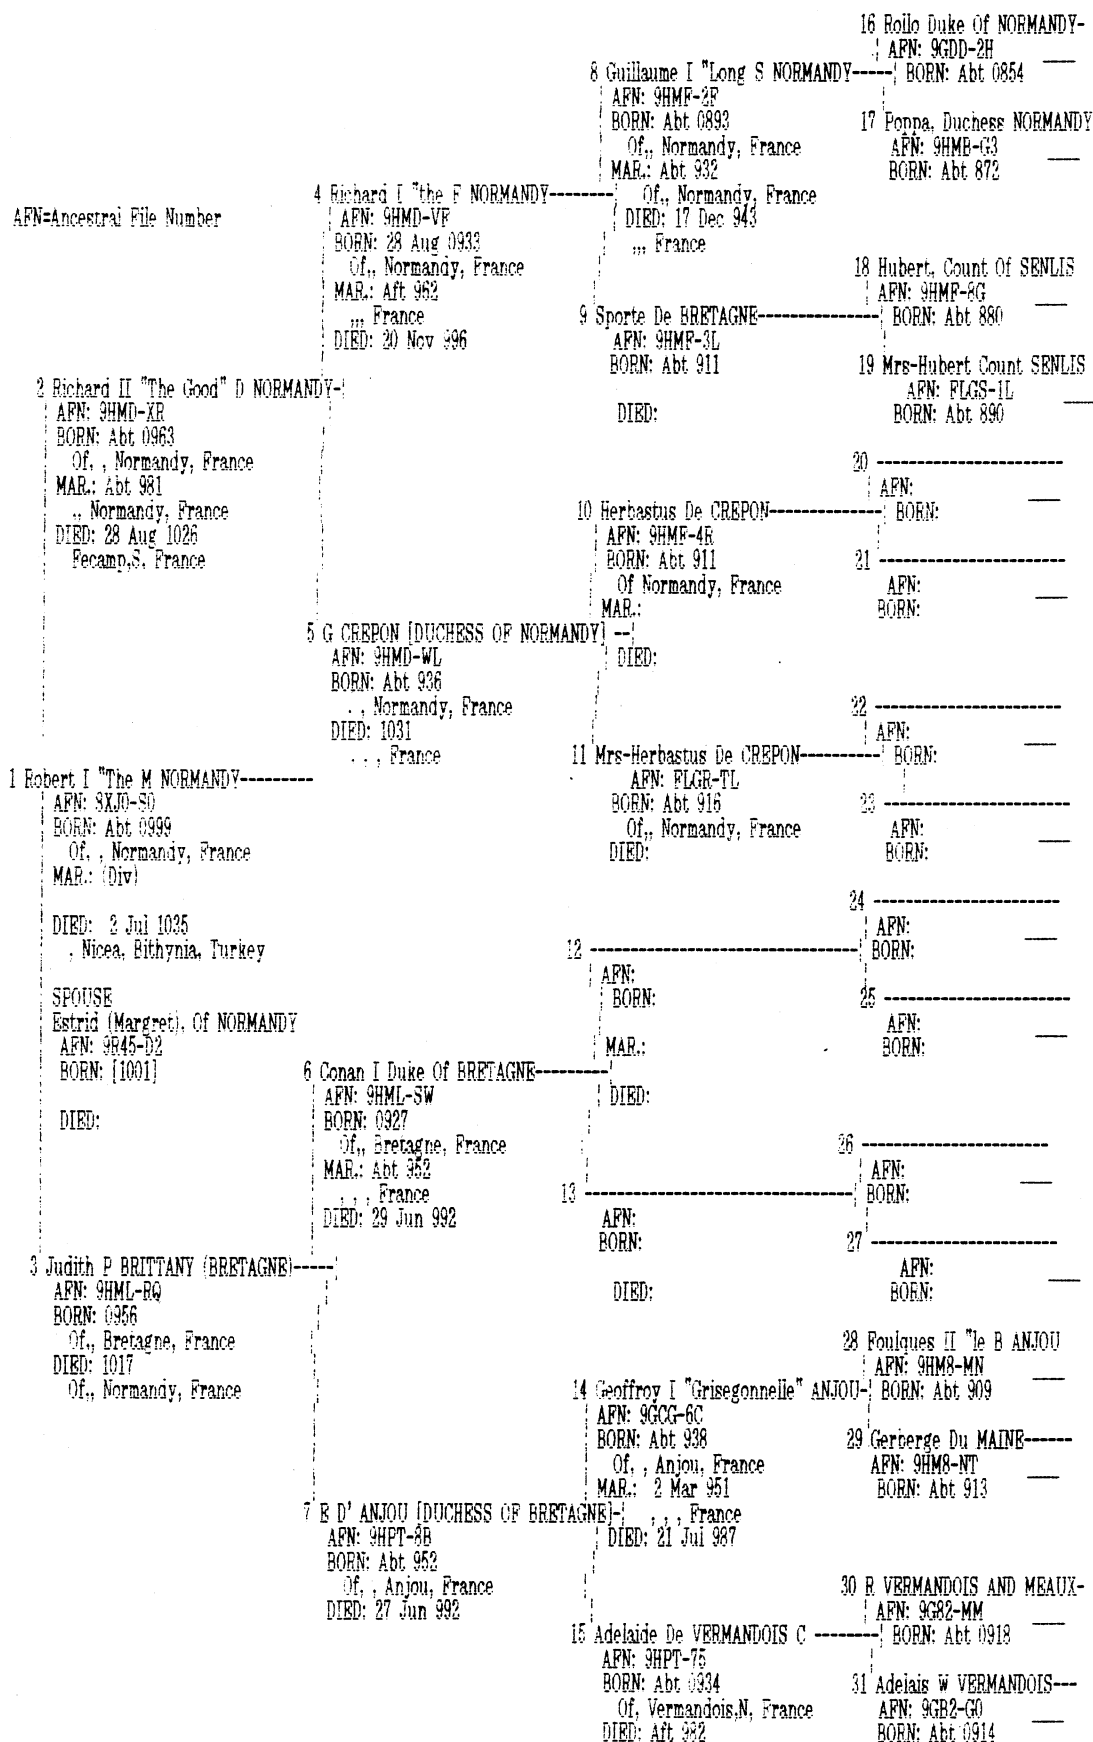 AFN=Ancestral File Number
1 Robert I "The M NORMANDY---------
AFN: 8XJ0-S0
BORN: Abt 0999
Of, , Normandy, France
MAR.: (Div)
DIED: 2 Jul 1035
, Nicea, Bithynia, Turkey
SPOUSE
Estrid (Margret), Of NORMANDY
AFN: 9R45-D2
BORN: [1001]
DIED:
2 Richard II "The Good" D NORMANDY-
AFN: 9HMD-XR
BORN: Abt 0963
Of, , Normandy, France
MAR.: Abt 981
., Normandy, France
DIED: 28 Aug 1026
Fecamp,S. France
3 Judith P BRITTANY (BRETAGNE)-----
AFN: 9HML-RQ
BORN: 0956
Of,, Bretagne, France
DIED: 1017
Of,, Normandy, France
4 Richard I "the F NORMANDY-------
AFN: 9HMD-VF
BORN: 28 Aug 0933
Of,, Normandy, France
MAR.: Aft 962
,,, France
DIED: 20 Nov 996
5 G CREPON [DUCHESS OF NORMANDY] --
AFN: 9HMD-WL
BORN: Abt 936
. , Normandy, France
DIED: 1031
. , , France
6 Conan I Duke Of BRETAGNE--------
AFN: 9HML-SW
BORN: 0927
Of,, Bretagne, France
MAR.: Abt 952
, , , France
DIED: 29 Jun 992
7 E D' ANJOU [DUCHESS OF BRETAGNE]-
AFN: 9HPT-8B
BORN: Abt 952
Of, , Anjou, France
DIED: 27 Jun 992
8 Guillaume I "Long S NORMANDY-----
AFN: 9HMF-2F
BORN: Abt 0893
Of,, Normandy, France
MAR.: Abt 932
Of,, Normandy, France
DIED: 17 Dec 943
,,, France
9 Sporte De BRETAGNE--------------
AFN: 9HMF-3L
BORN: Abt 911
DIED:
10 Herbastus De CREPON-------------
AFN: 9HMF-4R
BORN: Abt 911
Of Normandy, France
MAR.:
DIED:
11 Mrs-Herbastus De CREPON---------
AFN: FLGR-TL
BORN: Abt 916
Of,, Normandy, France
DIED:
12 -------------------------------
AFN:
BORN:
MAR.:
DIED:
13 -------------------------------
AFN:
BORN:
DIED:
14 Geoffroy I "Grisegonnelle" ANJOU-
AFN: 9GCG-6C
BORN: Abt 938
Of, , Anjou, France
MAR.: 2 Mar 951
, , , France
DIED: 21 Jul 987
15 Adelaide De VERMANDOIS C --------
AFN: 9HPT-75
BORN: Abt 0934
Of, Vermandois,N, France
DIED: Aft 982
16 Rollo Duke Of NORMANDY-
AFN: 9GDD-2H
BORN: Abt 0854
17 Poppa, Duchess NORMANDY
AFN: 9HMB-G3
BORN: Abt 872
18 Hubert, Count Of SENLIS
AFN: 9HMF-8G
BORN: Abt 880
19 Mrs-Hubert Count SENLIS
AFN: FLGS-1L
BORN: Abt 890
20 ----------------------
AFN:
BORN:
21 ----------------------
AFN:
BORN:
22 ----------------------
AFN:
BORN:
23 ----------------------
AFN:
BORN:
24 ----------------------
AFN:
BORN:
25 ----------------------
AFN:
BORN:
26 ----------------------
AFN:
BORN:
27 ----------------------
AFN:
BORN:
28 Foulques II "le B ANJOU
AFN: 9HM8-MN
BORN: Abt 909
29 Gerberge Du MAINE------
AFN: 9HM8-NT
BORN: Abt 913
30 R VERMANDOIS AND MEAUX-
AFN: 9G82-MM
BORN: Abt 0918
31 Adelais W VERMANDOIS---
AFN: 9GB2-G0
BORN: Abt 0914